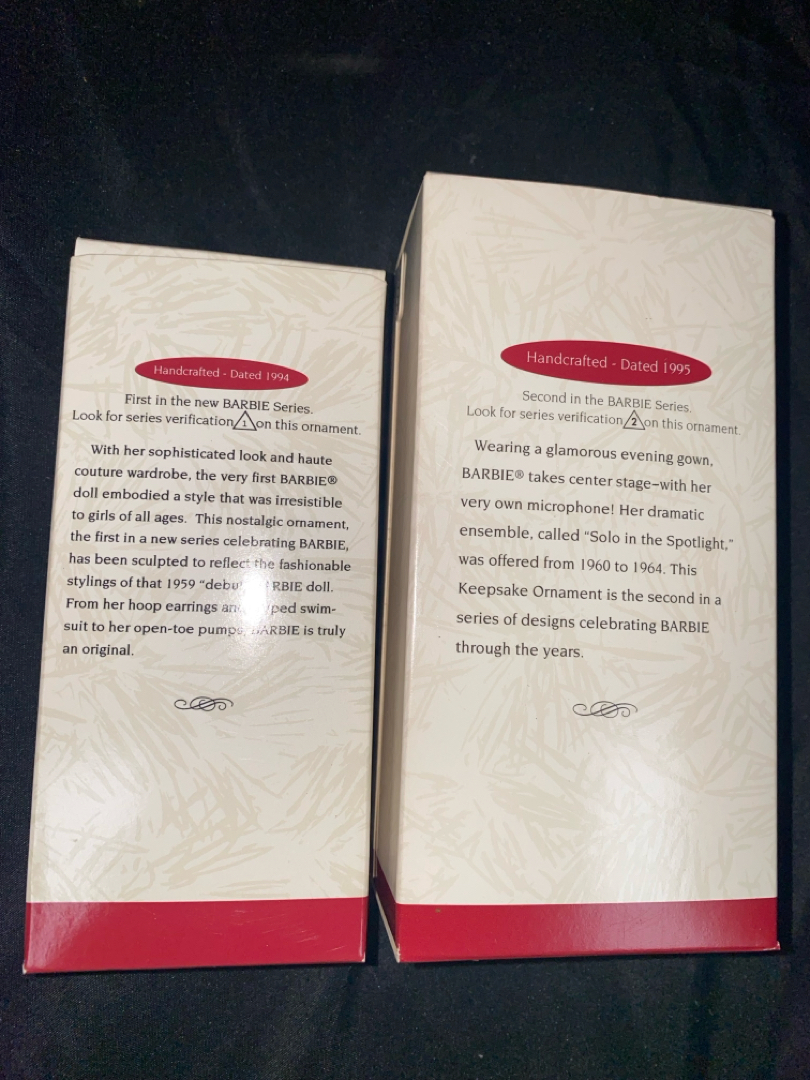 Handcrafted - Dated 1994
First in the new BARBIE Series.
Look for series verification 1 on this ornament.
With her sophisticated look and haute
couture wardrobe, the very first BARBIE®
doll embodied a style that was irresistible
to girls of all ages. This nostalgic ornament,
the first in a new series celebrating BARBIE,
has been sculpted to reflect the fashionable
stylings of that 1959 doll.
From her hoop earrings swim-
suit to her open-toe pumps, BARBIE is truly
an original.
Handcrafted - Dated 1995
Second in the BARBIE Series.
Look for series verification 2 on this ornament.
Wearing a glamorous evening gown,
BARBIE® takes center stage–with her
very own microphone! Her dramatic
ensemble, called "Solo in the Spotlight,"
was offered from 1960 to 1964. This
Keepsake Ornament is the second in a
series of designs celebrating BARBIE
through the years.